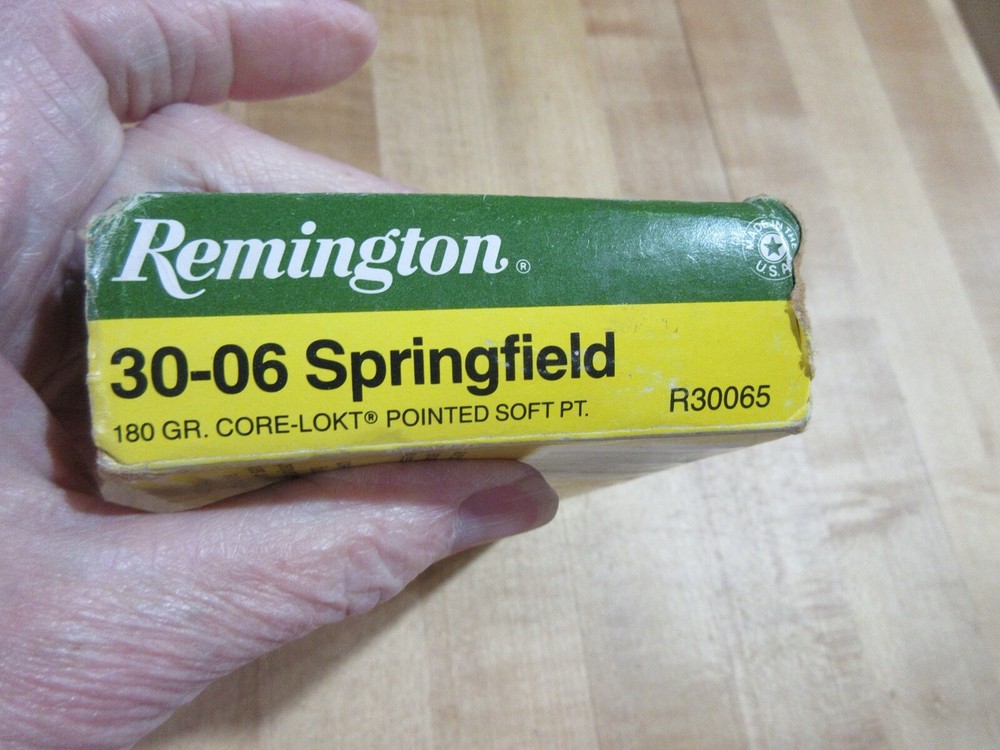 Remington®
MADE IN THE
U.S.A
30-06 Springfield
180 GR. CORE-LOKT® POINTED SOFT PT.
R30065